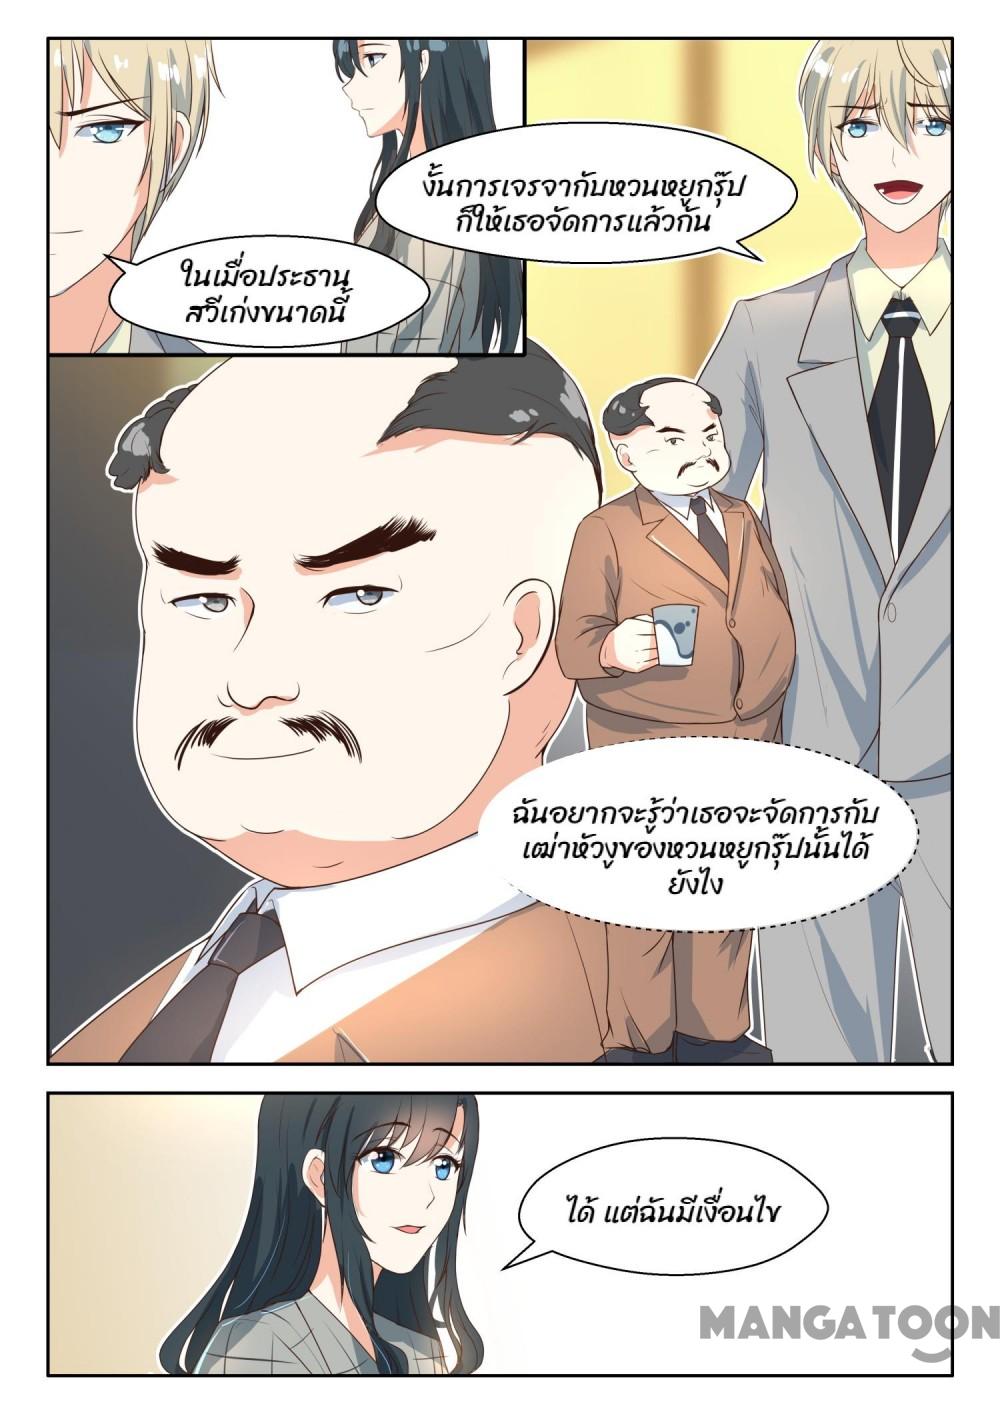 ในเมื่อประธาน
สวีเก่งขนาดนี้
งั้นการเจรจากับหวนหยูกรุ๊ป
ก็ให้เธอจัดการแล้วกัน
ฉันอยากจะรู้ว่าเธอจะจัดการกับ
เฒ่าหัวงูของหวนหยูกรุ๊ปนั้นได้
ยังไง
ได้ แต่ฉันมีเงื่อนไข
MANGATOON